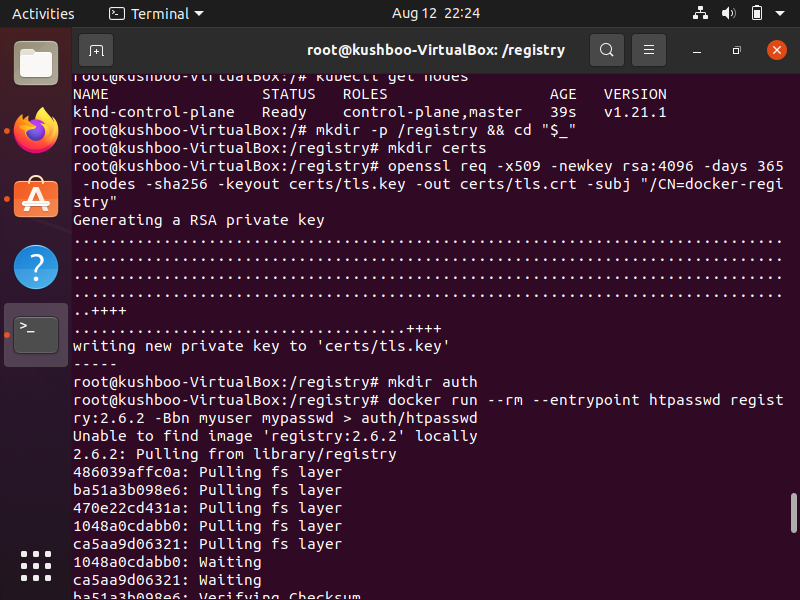 Activities
Terminal
Aug 12 22:24
root@kushboo-VirtualBox: /registry
root@kushboo-VirtualBox:/# kubectl get nodes
NAME STATUS ROLES AGE VERSION
kind-control-plane Ready control-plane,master 39s v1.21.1
root@kushboo-VirtualBox:/# mkdir -p /registry && cd "$_"
root@kushboo-VirtualBox:/registry# mkdir certs
root@kushboo-VirtualBox:/registry# openssl req -x509 -newkey rsa:4096 -days 365
-nodes -sha256 -keyout certs/tls.key -out certs/tls.crt -subj "/CN=docker-regi
stry"
Generating a RSA private key
...............................................................................
...............................................................................
...............................................................................
...............................................................................
..++++
.....................................++++
writing new private key to 'certs/tls.key'
-----
root@kushboo-VirtualBox:/registry# mkdir auth
root@kushboo-VirtualBox:/registry# docker run --rm --entrypoint htpasswd regist
ry:2.6.2 -Bbn myuser mypasswd > auth/htpasswd
Unable to find image 'registry:2.6.2' locally
2.6.2: Pulling from library/registry
486039affc0a: Pulling fs layer
ba51a3b098e6: Pulling fs layer
470e22cd431a: Pulling fs layer
1048a0cdabb0: Pulling fs layer
ca5aa9d06321: Pulling fs layer
1048a0cdabb0: Waiting
ca5aa9d06321: Waiting
ba51a3b098e6: Verifying Checksum